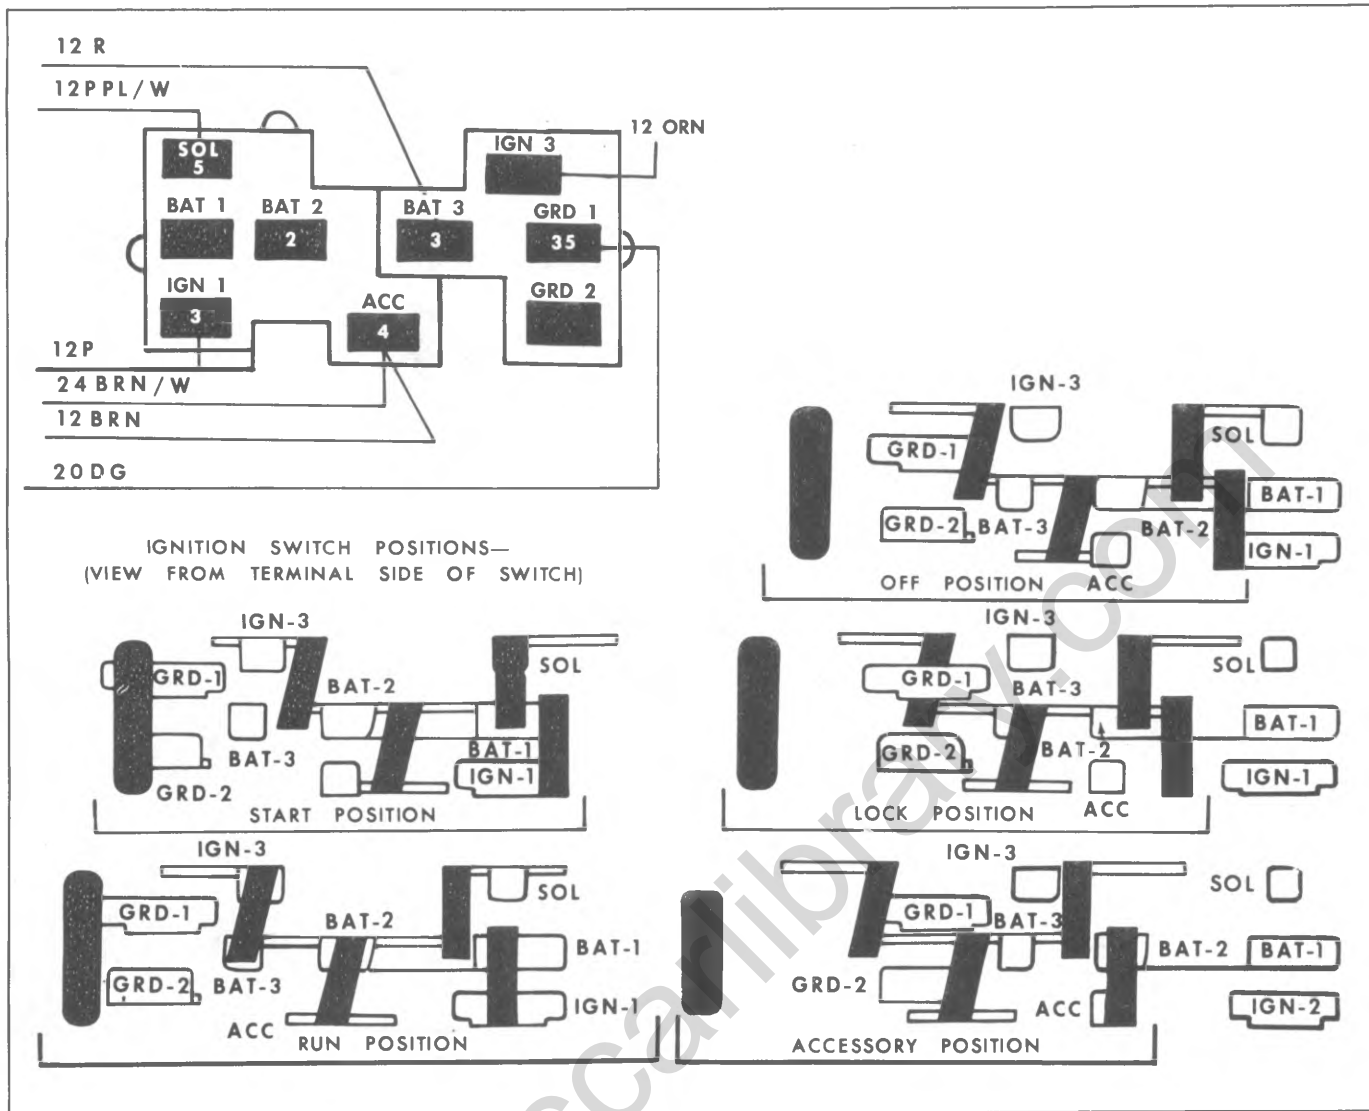 12 R
12PPL/W
12 ORN
SOL
5
IGN 3
BAT 1
BAT 2
2
BAT 3
3
GRD 1
35
IGN 1
3
ACC
4
GRD 2
12P
24 BRN/W
12 BRN
20 DG
IGNITION SWITCH POSITIONS—
(VIEW FROM TERMINAL SIDE OF SWITCH)
IGN-3
GRD-1
SOL
GRD-2
BAT-3
BAT-2
BAT-1
IGN-1
OFF POSITION
ACC
IGN-3
GRD-1
BAT-2
SOL
BAT-3
BAT-1
IGN-1
GRD-2
START POSITION
IGN-3
SOL
GRD-1
BAT-3
BAT-1
GRD-2
BAT-2
IGN-1
ACC
LOCK POSITION
IGN-3
SOL
GRD-1
BAT-2
BAT-1
GRD-2
BAT-3
IGN-1
ACC
RUN POSITION
IGN-3
SOL
GRD-1
BAT-3
BAT-2
BAT-1
GRD-2
ACC
IGN-2
ACCESSORY POSITION
scarlibrary.com